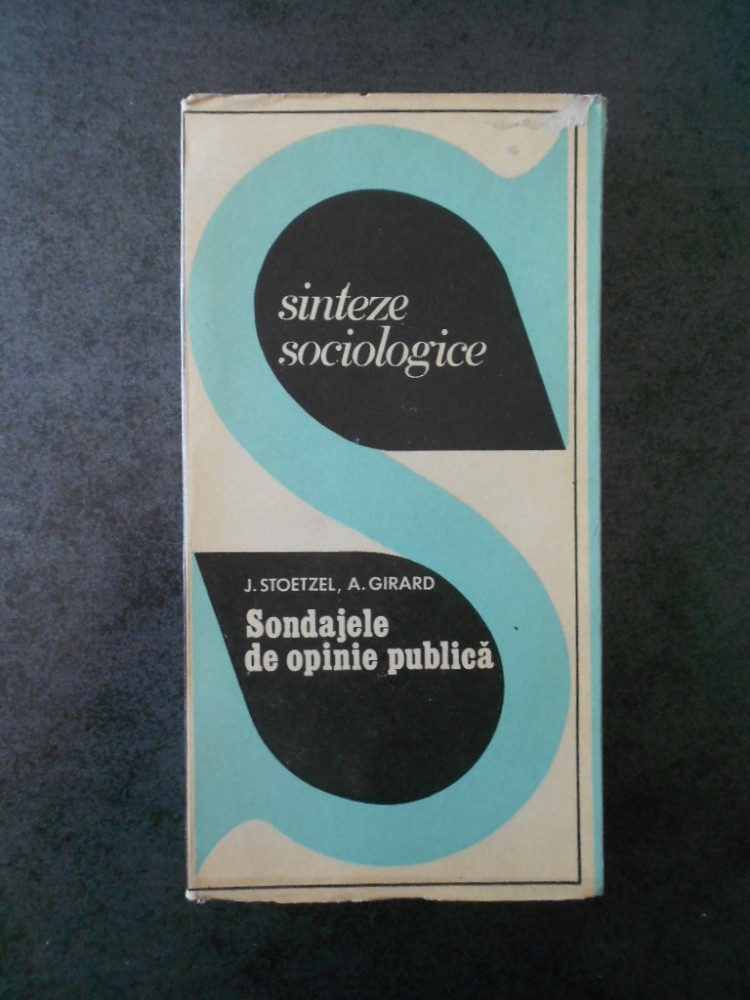 sinteze
sociologice
J. STOETZEL, A. GIRARD
Sondajele
de opinie publică